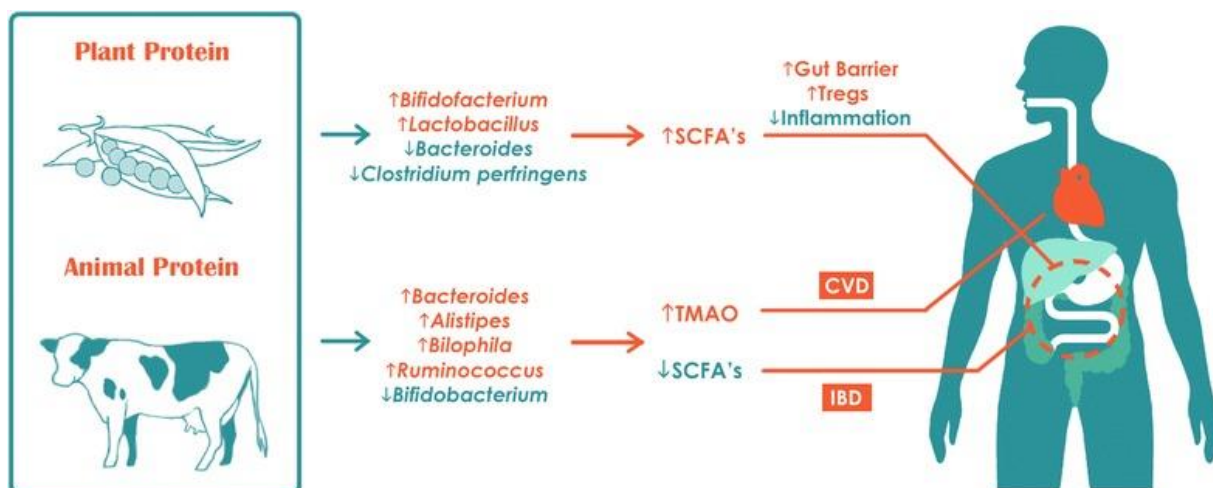 Plant Protein
↑Bifidofacterium
↑Lactobacillus
↓Bacteroides
↓Clostridium perfringens
↑SCFA's
↑Gut Barrier
↑Tregs
↓Inflammation
Animal Protein
↑Bacteroides
↑Alistipes
↑Bilophila
↑Ruminococcus
↓Bifidobacterium
↑TMAO
↓SCFA's
CVD
IBD